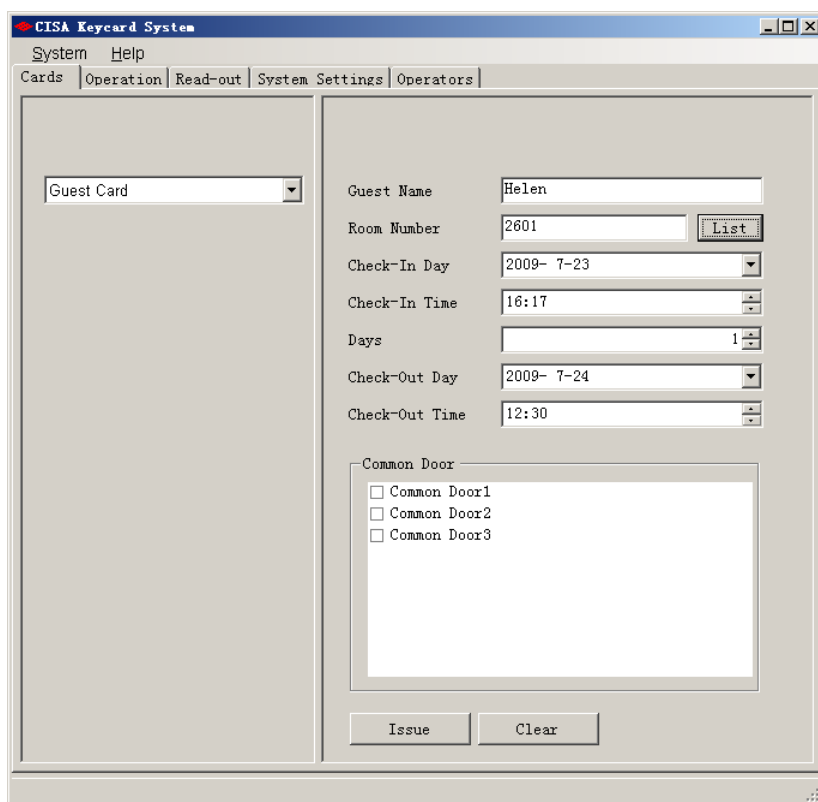 CISA Keycard System
System Help
Cards Operation Read-out System Settings Operators
Guest Card
Guest Name Helen
Room Number 2601 List
Check-In Day 2009- 7-23
Check-In Time 16:17
Days 1
Check-Out Day 2009- 7-24
Check-Out Time 12:30
Common Door
Common Door1
Common Door2
Common Door3
Issue Clear